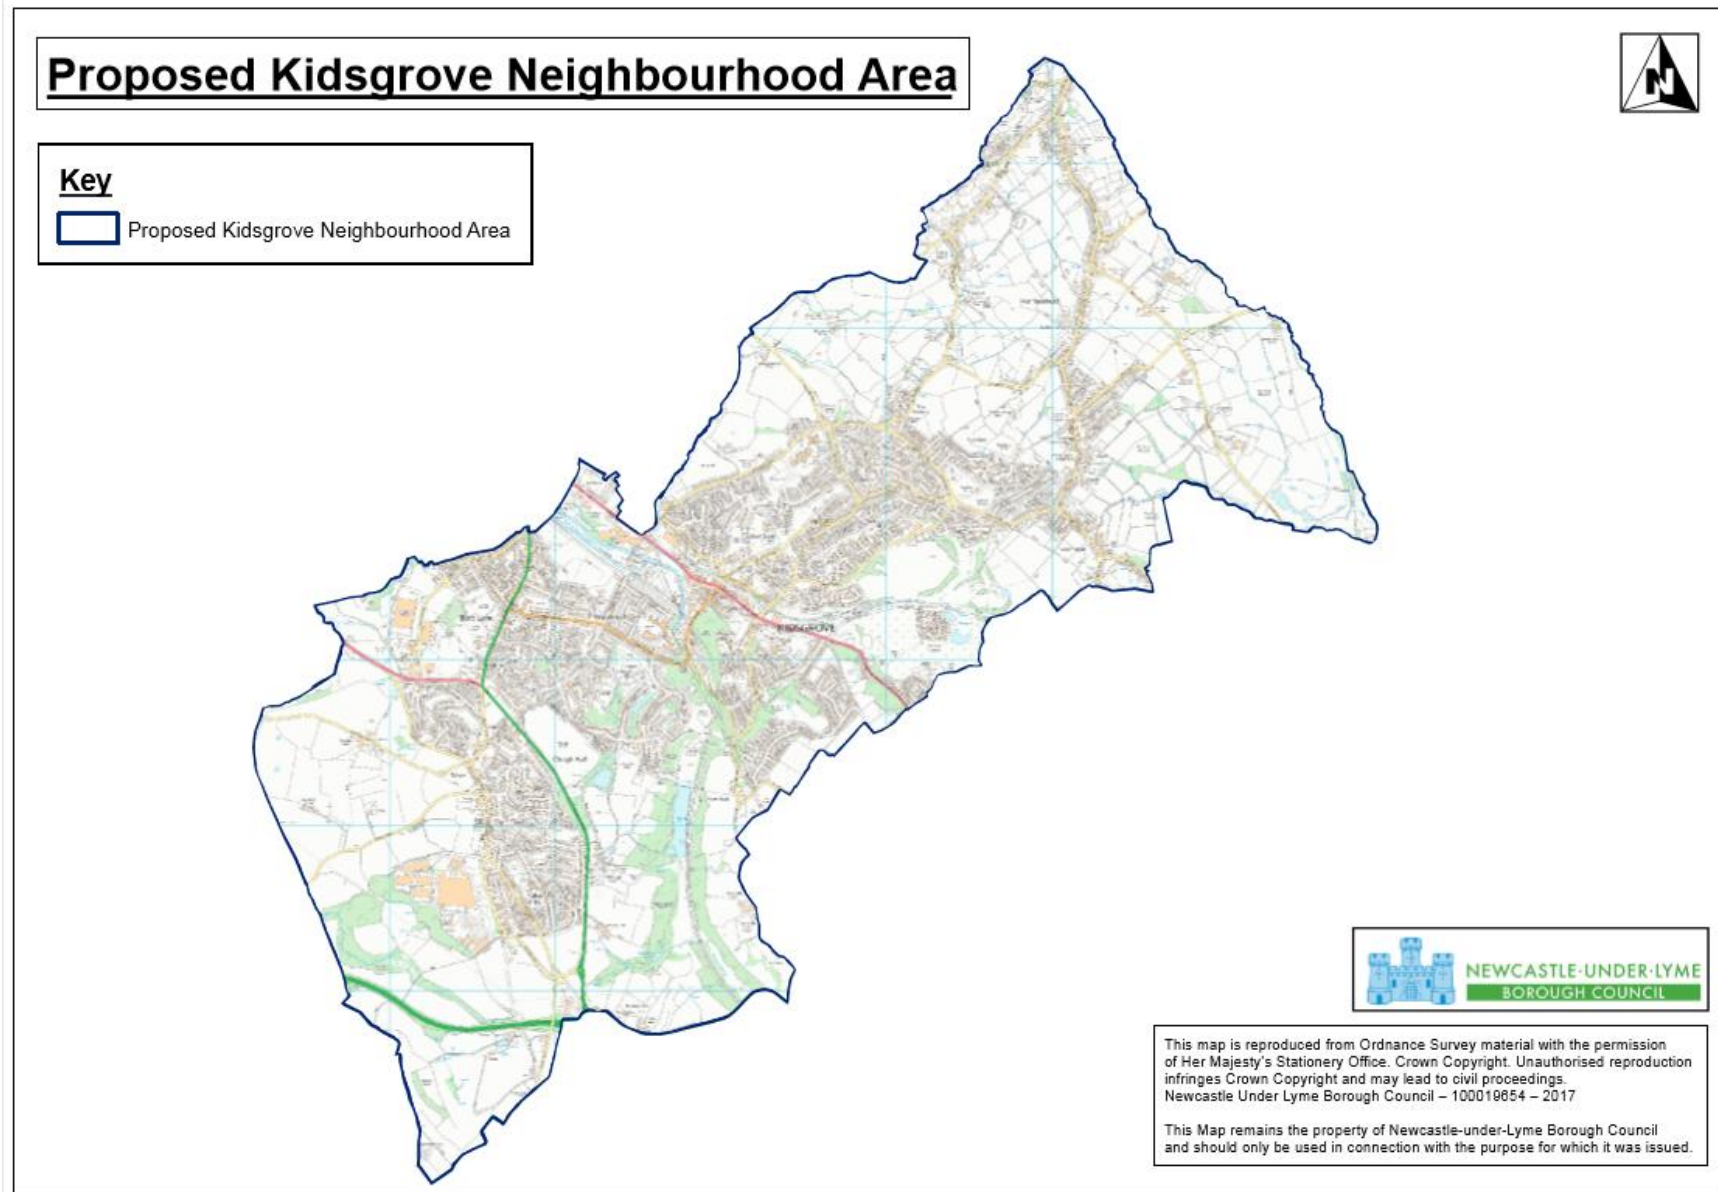 Proposed Kidsgrove Neighbourhood Area
N
Key
Proposed Kidsgrove Neighbourhood Area
KIDSGROVE
NEWCASTLE·UNDER·LYME
BOROUGH COUNCIL
This map is reproduced from Ordnance Survey material with the permission
of Her Majesty's Stationery Office. Crown Copyright. Unauthorised reproduction
infringes Crown Copyright and may lead to civil proceedings.
Newcastle Under Lyme Borough Council – 100019654 – 2017
This Map remains the property of Newcastle-under-Lyme Borough Council
and should only be used in connection with the purpose for which it was issued.